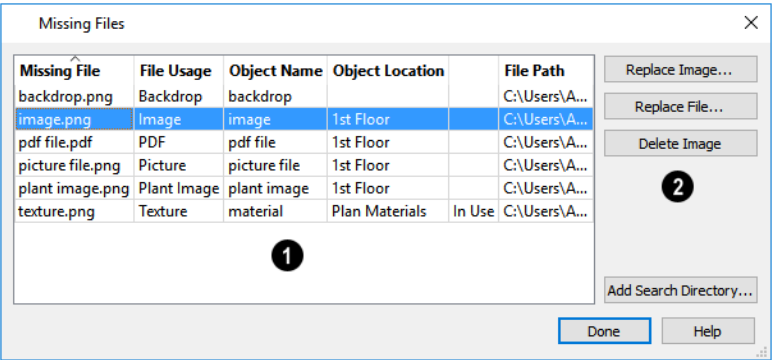 Missing Files
Missing File File Usage Object Name Object Location File Path
Replace Image...
backdrop.png Backdrop backdrop C:\Users\A...
image.png Image image 1st Floor C:\Users\A...
Replace File...
pdf file.pdf PDF pdf file 1st Floor C:\Users\A...
Delete Image
picture file.png Picture picture file 1st Floor C:\Users\A...
plant image.png Plant Image plant image 1st Floor C:\Users\A...
2
texture.png Texture material Plan Materials In Use C:\Users\A...
1
Add Search Directory...
Done Help